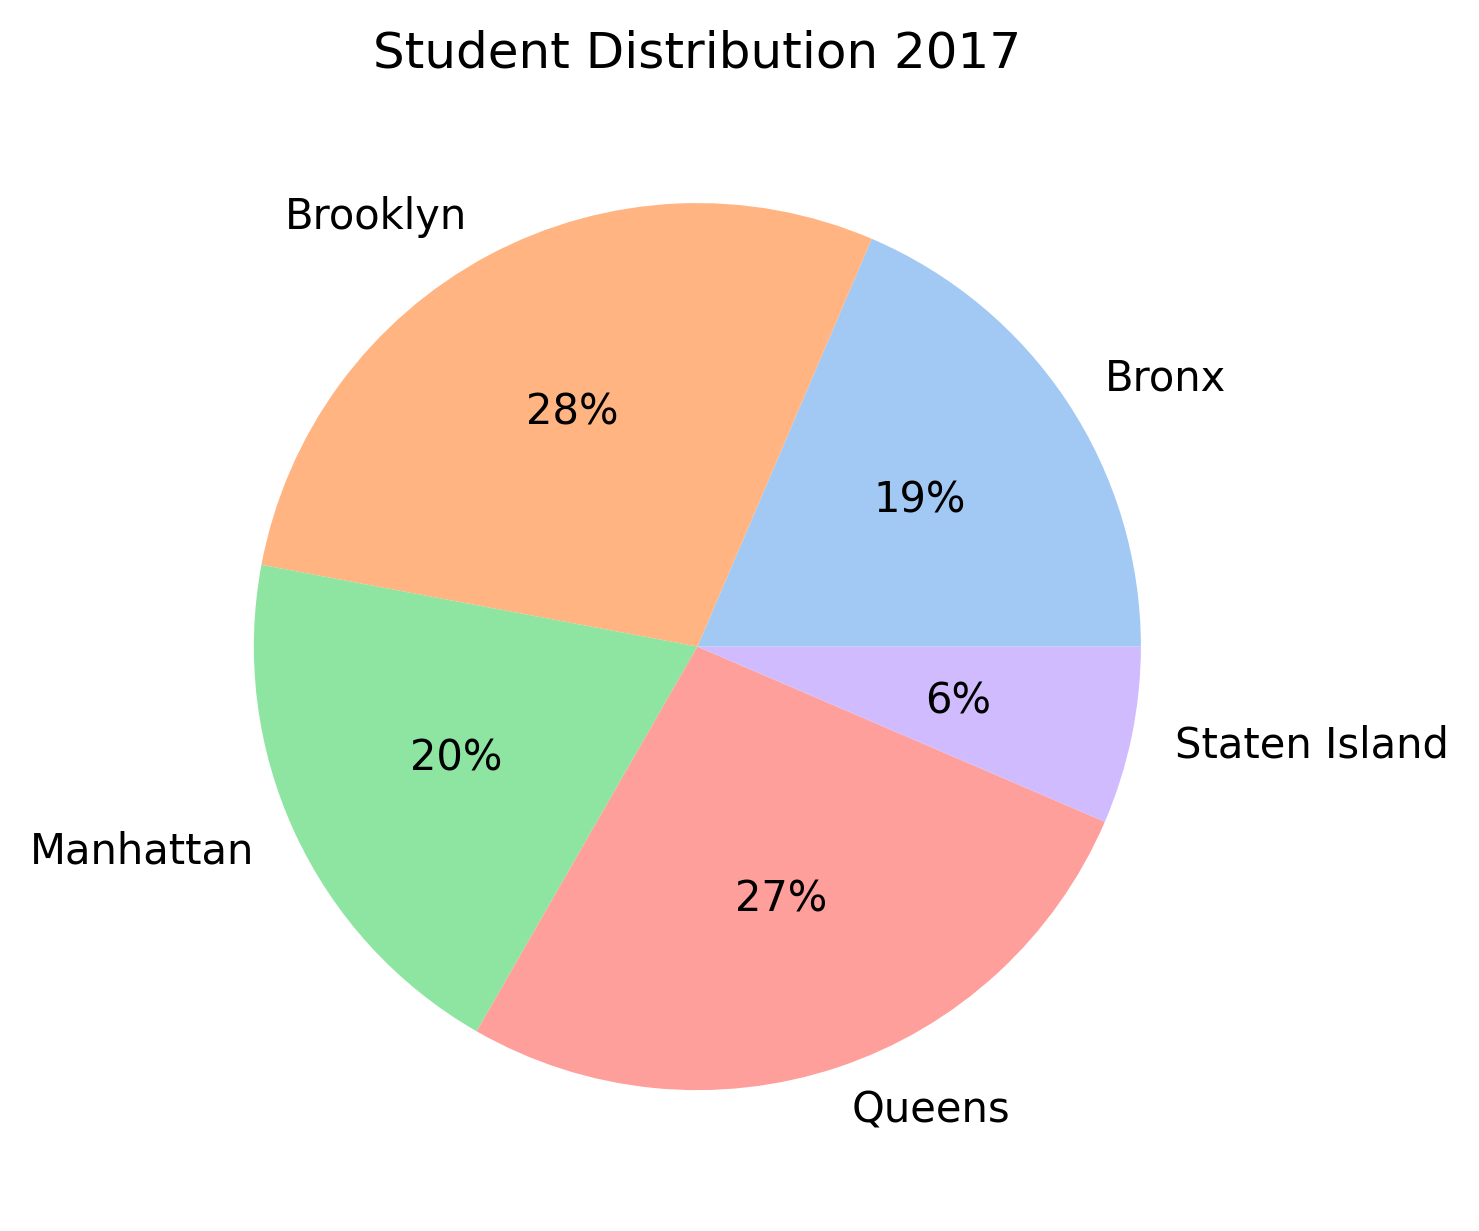 Student Distribution 2017
Brooklyn
Bronx
28%
19%
6%
Staten Island
20%
Manhattan
27%
Queens